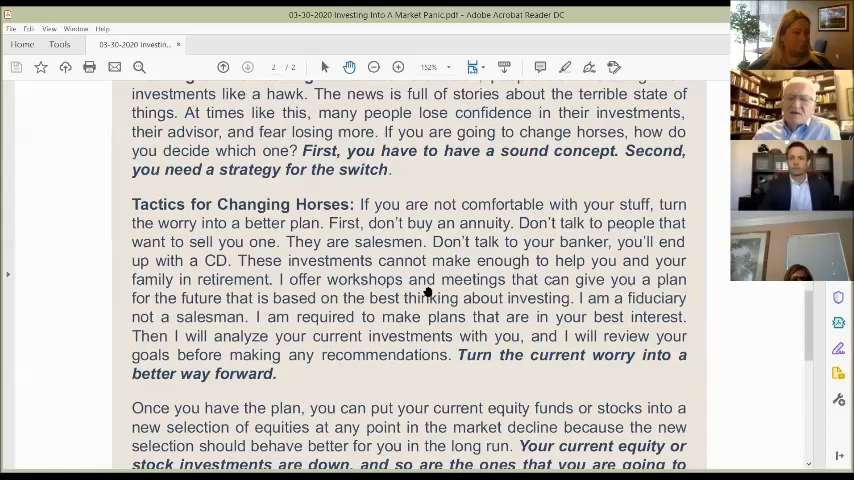 03-30-2020 Investing Into A Market Panic.pdf - Adobe Acrobat Reader DC
File Edit View Window Help
Home Tools 03-30-2020 Investin... ×
2 / 2 152%
investments like a hawk. The news is full of stories about the terrible state of
things. At times like this, many people lose confidence in their investments,
their advisor, and fear losing more. If you are going to change horses, how do
you decide which one? First, you have to have a sound concept. Second,
you need a strategy for the switch.
Tactics for Changing Horses: If you are not comfortable with your stuff, turn
the worry into a better plan. First, don't buy an annuity. Don't talk to people that
want to sell you one. They are salesmen. Don't talk to your banker, you'll end
up with a CD. These investments cannot make enough to help you and your
family in retirement. I offer workshops and meetings that can give you a plan
for the future that is based on the best thinking about investing. I am a fiduciary
not a salesman. I am required to make plans that are in your best interest.
Then I will analyze your current investments with you, and I will review your
goals before making any recommendations. Turn the current worry into a
better way forward.
Once you have the plan, you can put your current equity funds or stocks into a
new selection of equities at any point in the market decline because the new
selection should behave better for you in the long run. Your current equity or
stock investments are down, and so are the ones that you are going to